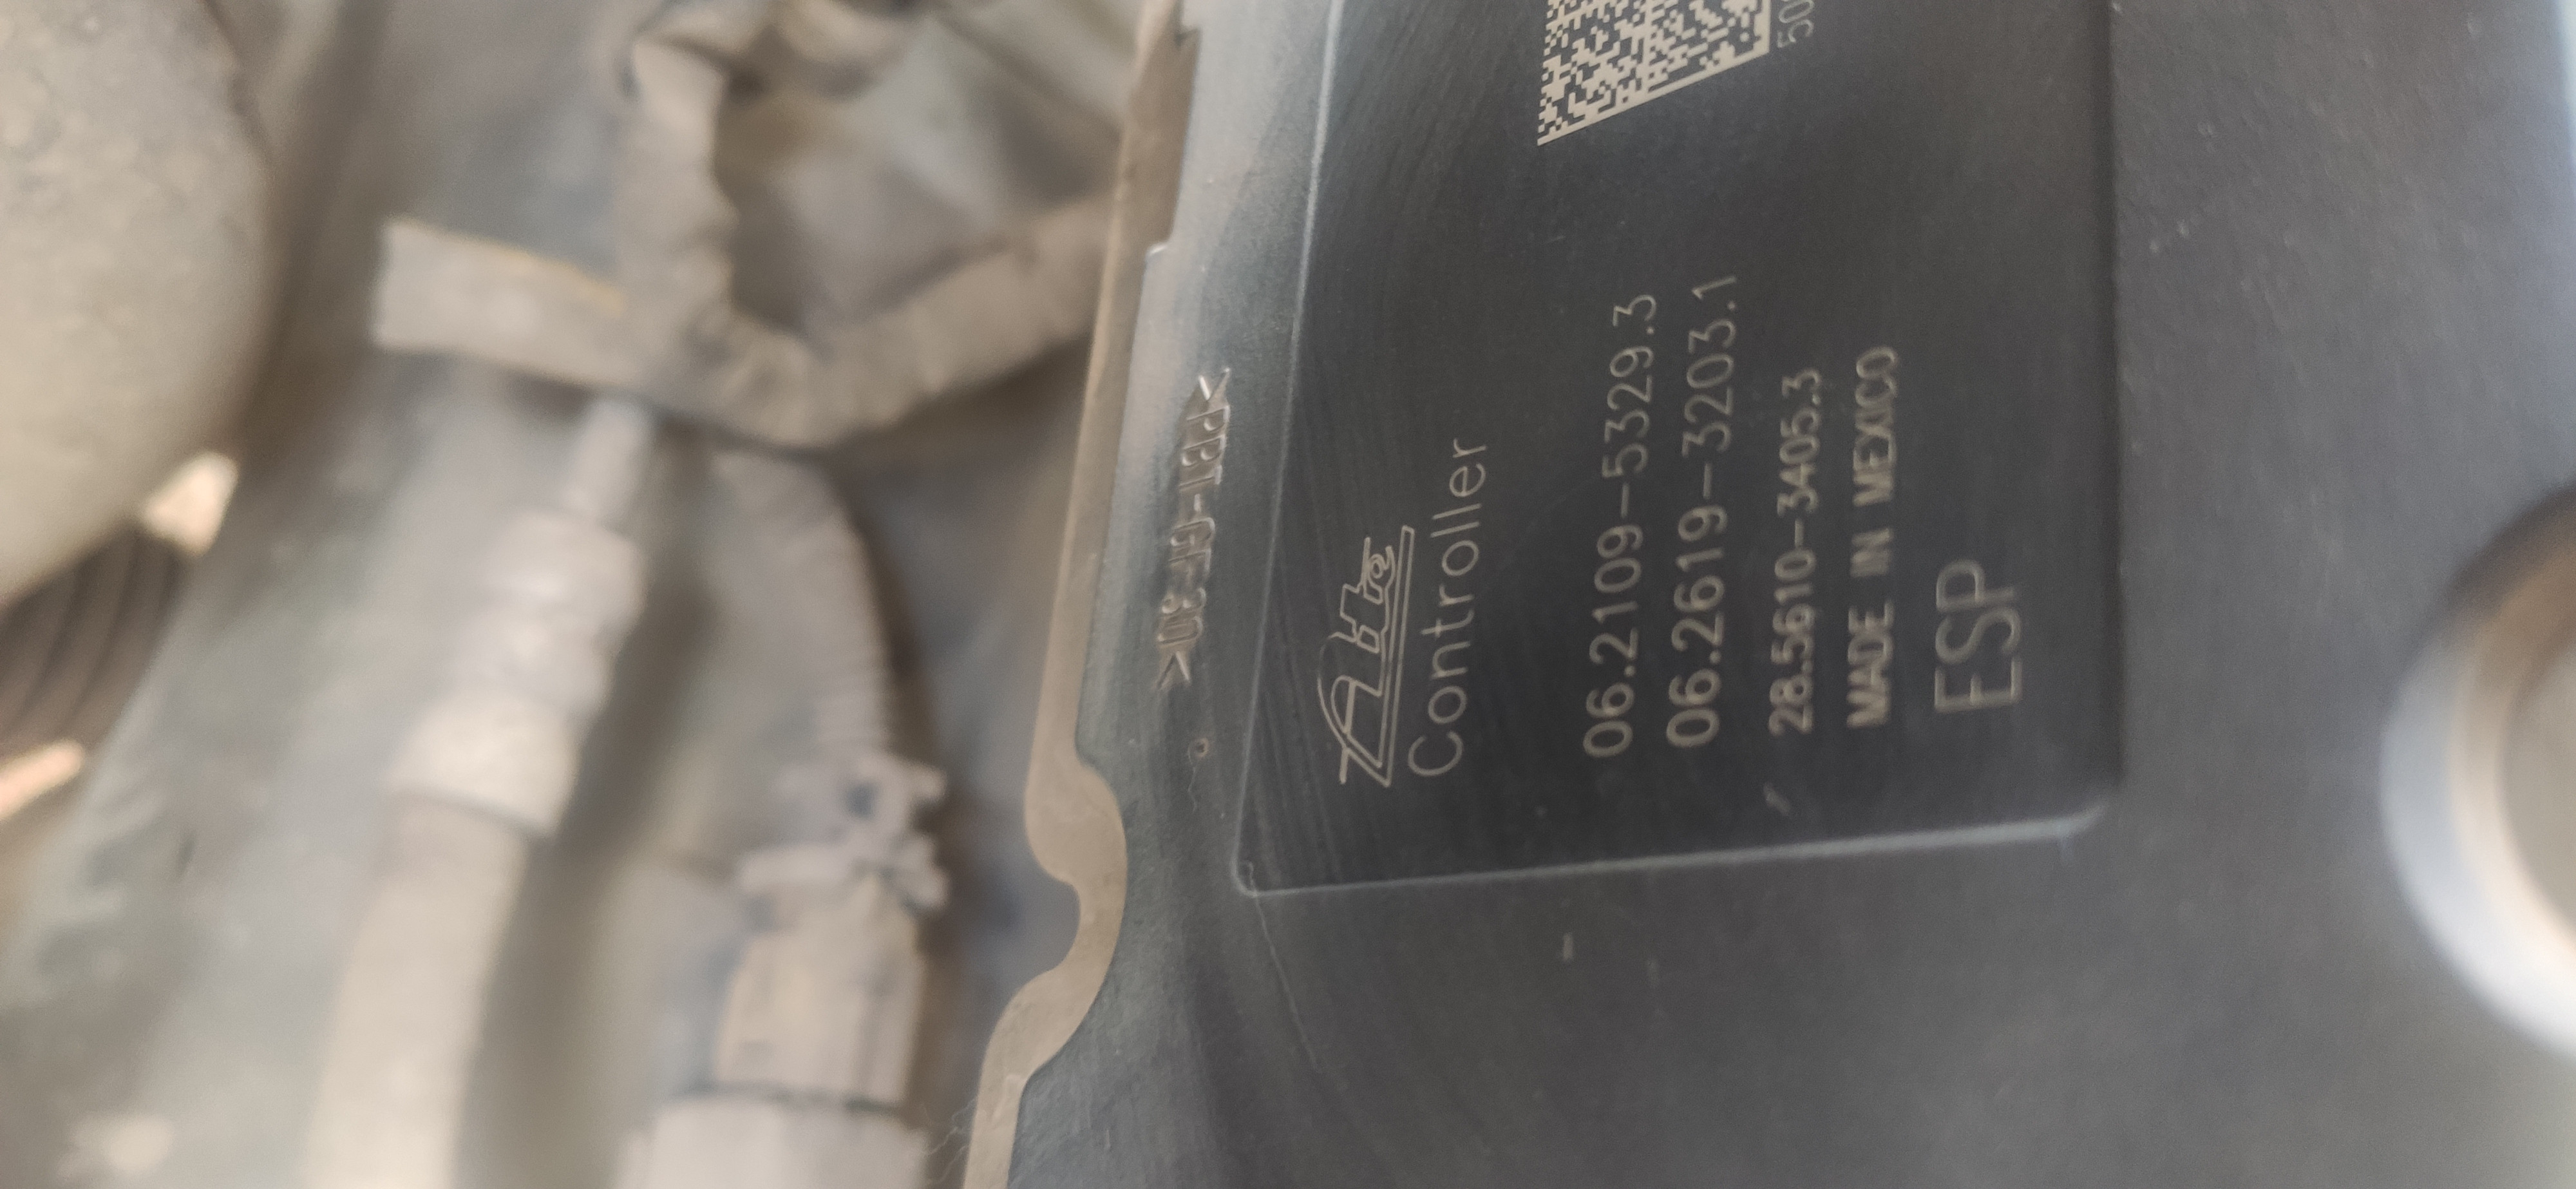 >PBT-GF30<
Ate
Controller
06.2109-5329.3
06.2619-3203.1
28.5610-3405.3
MADE IN MEXICO
ESP